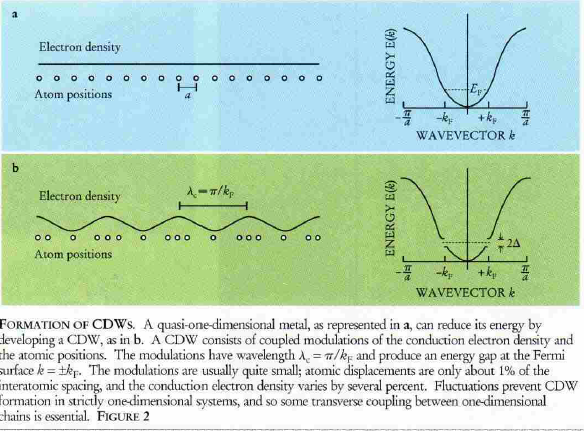 a
Electron density
Atom positions
a
ENERGY E(k)
E_F
-π/a
-k_F
+k_F
π/a
WAVEVECTOR k
b
Electron density
λ_c = π/k_F
Atom positions
ENERGY E(k)
2Δ
-π/a
-k_F
+k_F
π/a
WAVEVECTOR k
FORMATION OF CDWS. A quasi-one-dimensional metal, as represented in a, can reduce its energy by
developing a CDW, as in b. A CDW consists of coupled modulations of the conduction electron density and
the atomic positions. The modulations have wavelength λ_c = π/k_F and produce an energy gap at the Fermi
surface k = ±k_F. The modulations are usually quite small; atomic displacements are only about 1% of the
interatomic spacing, and the conduction electron density varies by several percent. Fluctuations prevent CDW
formation in strictly one-dimensional systems, and so some transverse coupling between one-dimensional
chains is essential. FIGURE 2